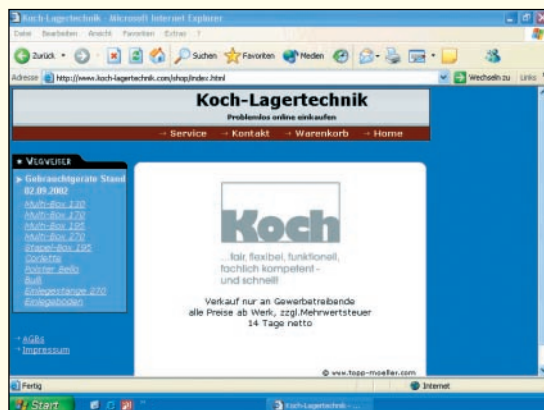 Koch-Lagertechnik - Microsoft Internet Explorer
Datei Bearbeiten Ansicht Favoriten Extras ?
Zurück Suchen Favoriten Medien
Adresse http://www.koch-lagertechnik.com/shop/index.html Wechseln zu Links
Koch-Lagertechnik
Problemlos online einkaufen
→ Service → Kontakt → Warenkorb → Home
Verweiser
Gebrauchtgeräte Stand
02.09.2002
Multi-Box 120
Multi-Box 170
Multi-Box 195
Multi-Box 270
Stapel-Box 195
Corlette
Polster Bello
Bulli
Einlegestange 270
Einlegeboden
→ AGBs
→ Impressum
Koch
...fair, flexibel, funktionell,
fachlich kompetent -
und schnell!
Verkauf nur an Gewerbetreibende
alle Preise ab Werk, zzgl.Mehrwertsteuer
14 Tage netto
© www.topp-moeller.com
Fertig Internet
Start Koch-Lagertechnik - ...